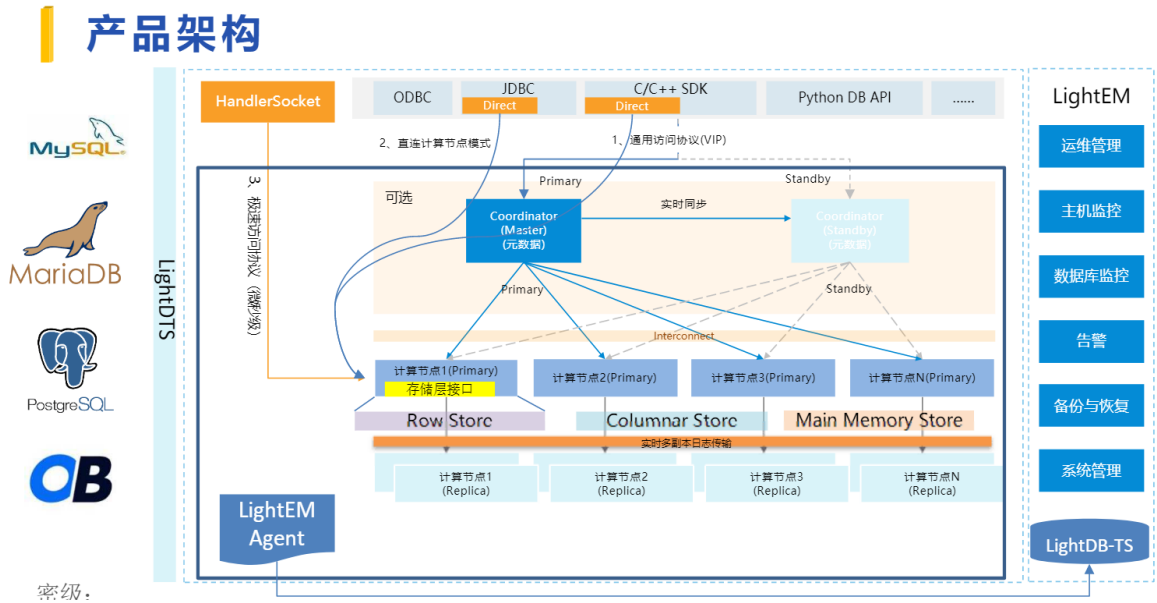 产品架构
MySQL
MariaDB
PostgreSQL
OB
密级：
LightDTS
HandlerSocket
ODBC
JDBC
Direct
C/C++ SDK
Direct
Python DB API
......
2、直连计算节点模式
1、通用访问协议(VIP)
3、极速访问协议（微秒级）
可选
Primary
Standby
Coordinator
(Master)
(元数据)
实时同步
Coordinator
(Standby)
(元数据)
Primary
Standby
Interconnect
计算节点1(Primary)
存储层接口
计算节点2(Primary)
计算节点3(Primary)
计算节点N(Primary)
Row Store
Columnar Store
Main Memory Store
实时多副本日志传输
计算节点1
(Replica)
计算节点2
(Replica)
计算节点3
(Replica)
计算节点N
(Replica)
LightEM
Agent
LightEM
运维管理
主机监控
数据库监控
告警
备份与恢复
系统管理
LightDB-TS